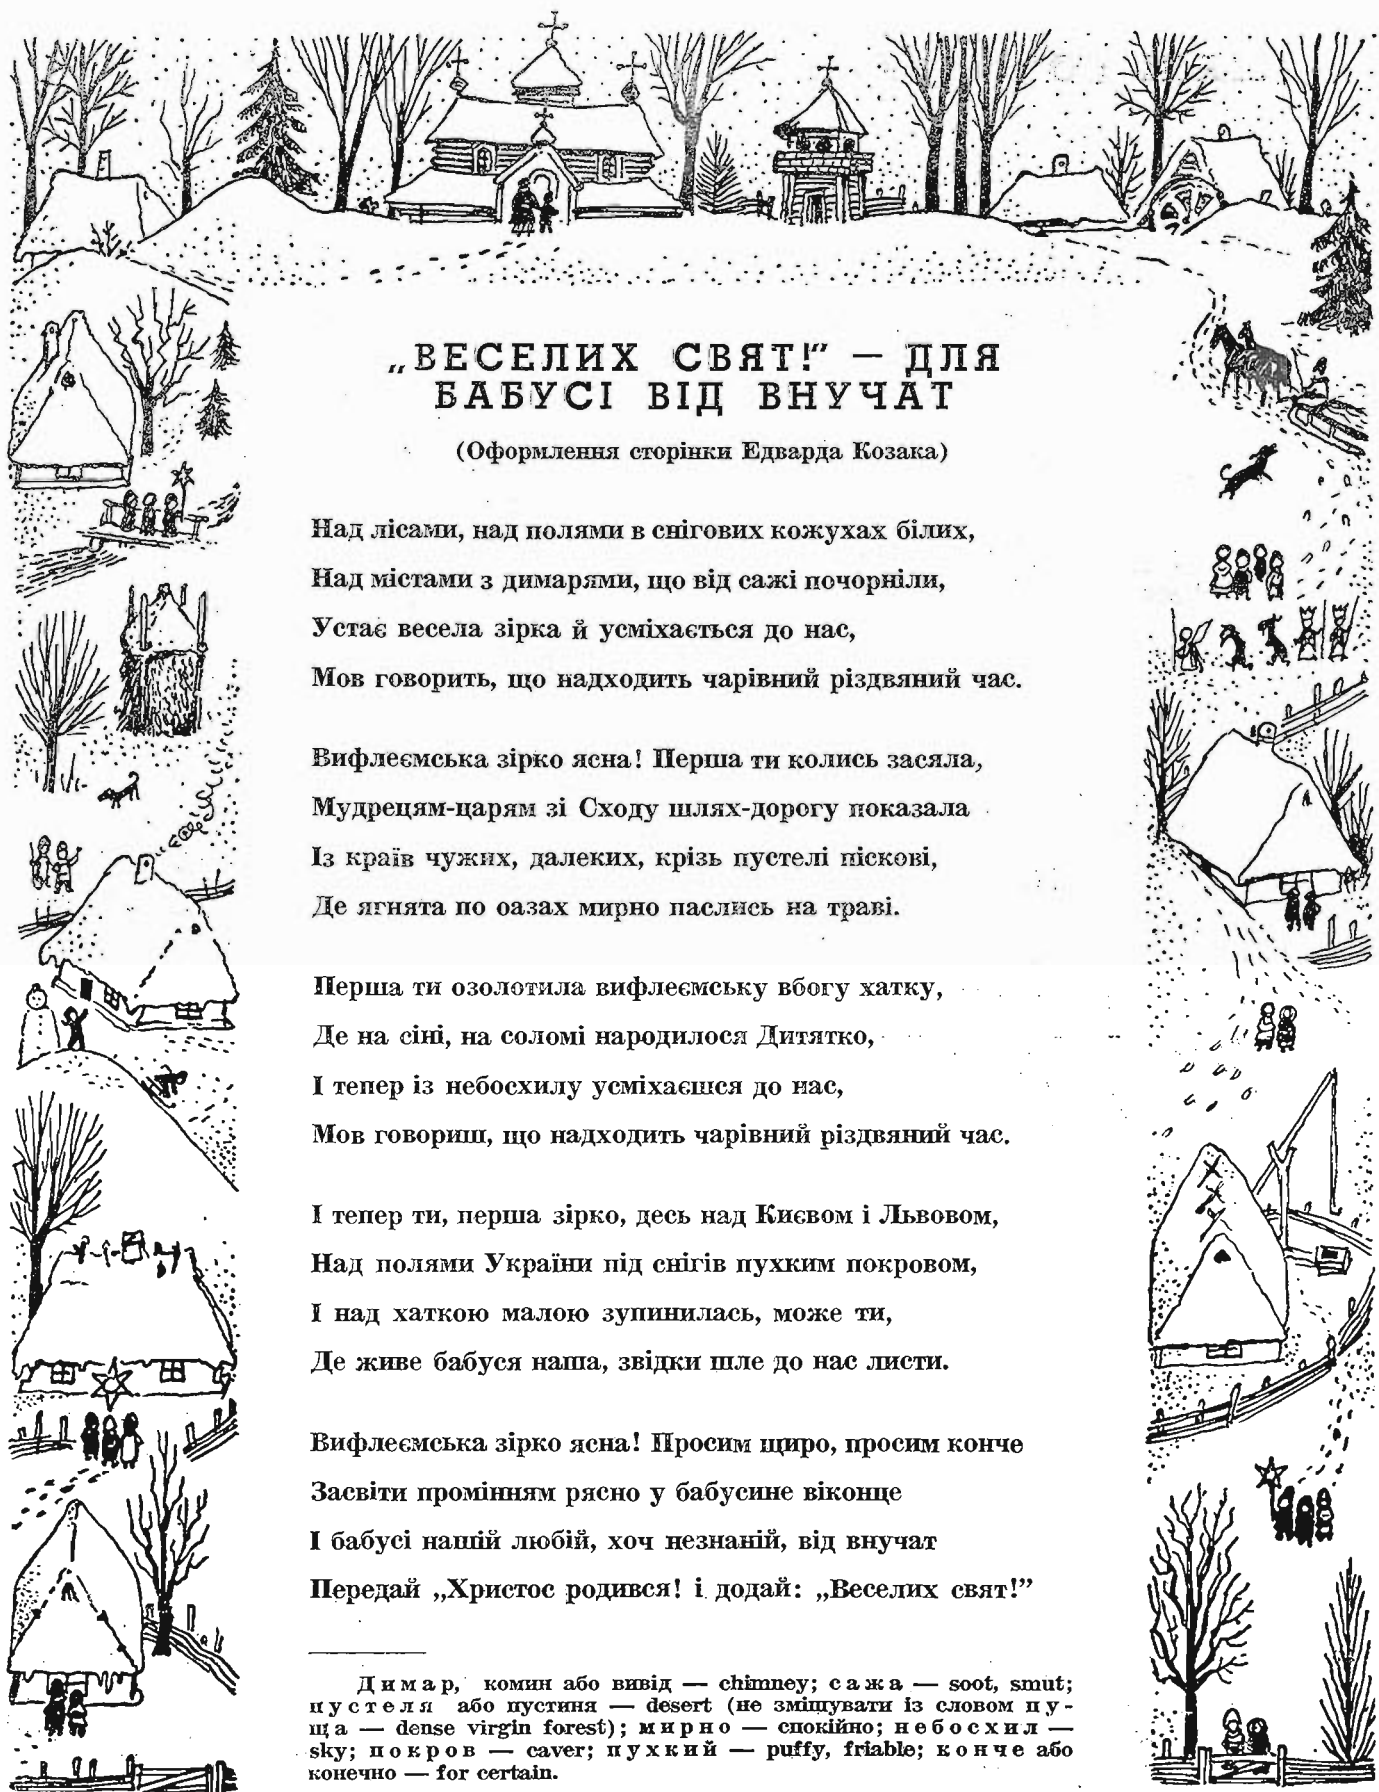 „ВЕСЕЛИХ СВЯТ!” — ДЛЯ
БАБУСІ ВІД ВНУЧАТ
(Оформлення сторінки Едварда Козака)
Над лісами, над полями в снігових кожухах білих,
Над містами з димарями, що від сажі почорніли,
Устає весела зірка й усміхається до нас,
Мов говорить, що надходить чарівний різдвяний час.
Вифлеємська зірко ясна! Перша ти колись засяла,
Мудрецям-царям зі Сходу шлях-дорогу показала
Із країв чужих, далеких, крізь пустелі піскові,
Де ягнята по оазах мирно паслись на траві.
Перша ти озолотила вифлеємську вбогу хатку,
Де на сіні, на соломі народилося Дитятко,
І тепер із небосхилу усміхаєшся до нас,
Мов говориш, що надходить чарівний різдвяний час.
І тепер ти, перша зірко, десь над Києвом і Львовом,
Над полями України під снігів пухким покровом,
І над хаткою малою зупинилась, може ти,
Де живе бабуся наша, звідки шле до нас листи.
Вифлеємська зірко ясна! Просим щиро, просим конче
Засвіти промінням рясно у бабусине віконце
І бабусі нашій любій, хоч незнаній, від внучат
Передай „Христос родився! і додай: „Веселих свят!”
Димар, комин або вивід — chimney; сажа — soot, smut;
пустеля або пустиня — desert (не змішувати із словом пу-
ща — dense virgin forest); мирно — спокійно; небосхил —
sky; покров — caver; пухкий — puffy, friable; конче або
конечно — for certain.